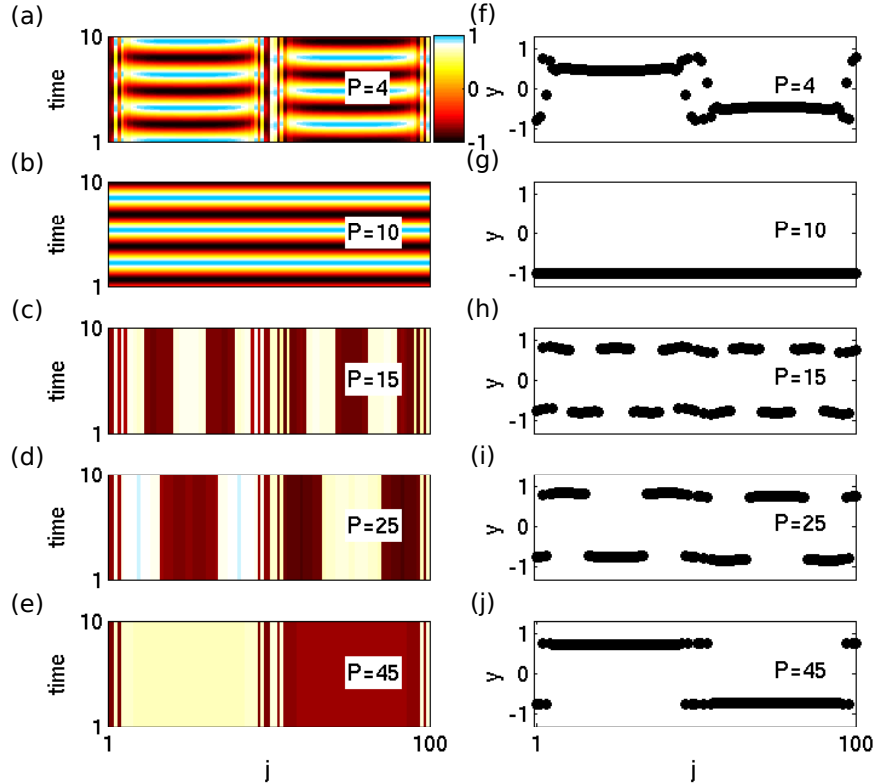 (a)
10
time
1
P=4
1
0
-1
(f)
1
y
0
-1
P=4
(b)
10
time
1
P=10
(g)
1
y
0
-1
P=10
(c)
10
time
1
P=15
(h)
1
y
0
-1
P=15
(d)
10
time
1
P=25
(i)
1
y
0
-1
P=25
(e)
10
time
1
P=45
1
100
j
(j)
1
y
0
-1
P=45
1
100
j